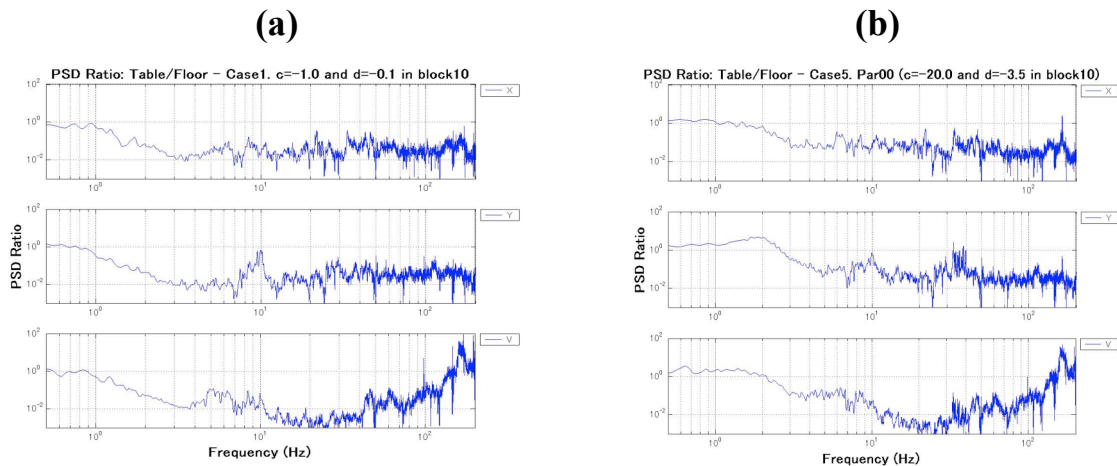 (a)
PSD Ratio: Table/Floor - Case1. c=-1.0 and d=-0.1 in block10
10²
10⁰
10⁻²
X
10⁰
10¹
10²
10²
10⁰
10⁻²
Y
10⁰
10¹
10²
10²
10⁰
10⁻²
V
10⁰
10¹
10²
PSD Ratio
Frequency (Hz)
(b)
PSD Ratio: Table/Floor - Case5. Par00 (c=-20.0 and d=-3.5 in block10)
10²
10⁰
10⁻²
X
10⁰
10¹
10²
10²
10⁰
10⁻²
Y
10⁰
10¹
10²
10²
10⁰
10⁻²
V
10⁰
10¹
10²
PSD Ratio
Frequency (Hz)